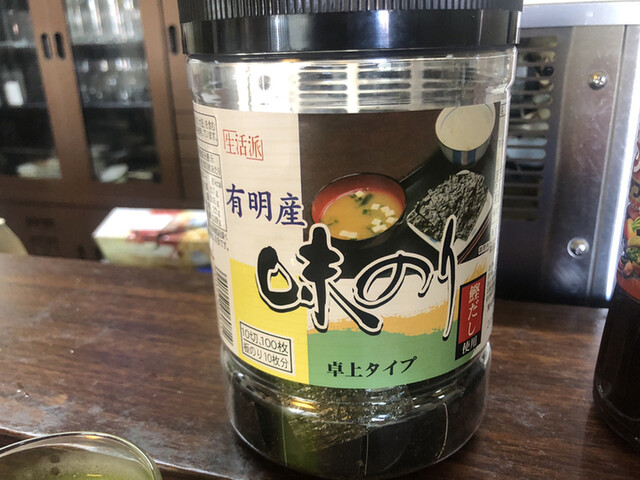 生活派
有明産
味のり
鰹だし
使用
10切、100枚
板のり10枚分
卓上タイプ